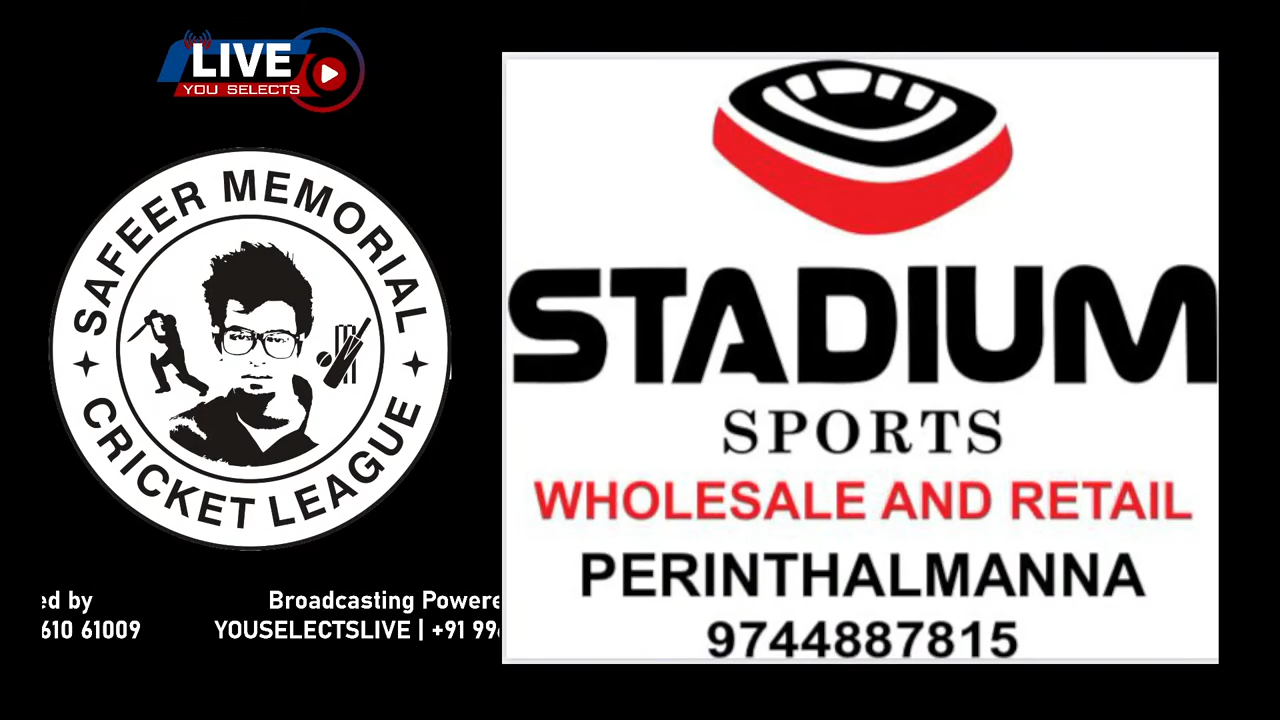 LIVE
YOU SELECTS
SAFEER MEMORIAL
CRICKET LEAGUE
ed by
610 61009
Broadcasting Powere
YOUSELECTSLIVE | +91 99
STADIUM
SPORTS
WHOLESALE AND RETAIL
PERINTHALMANNA
9744887815